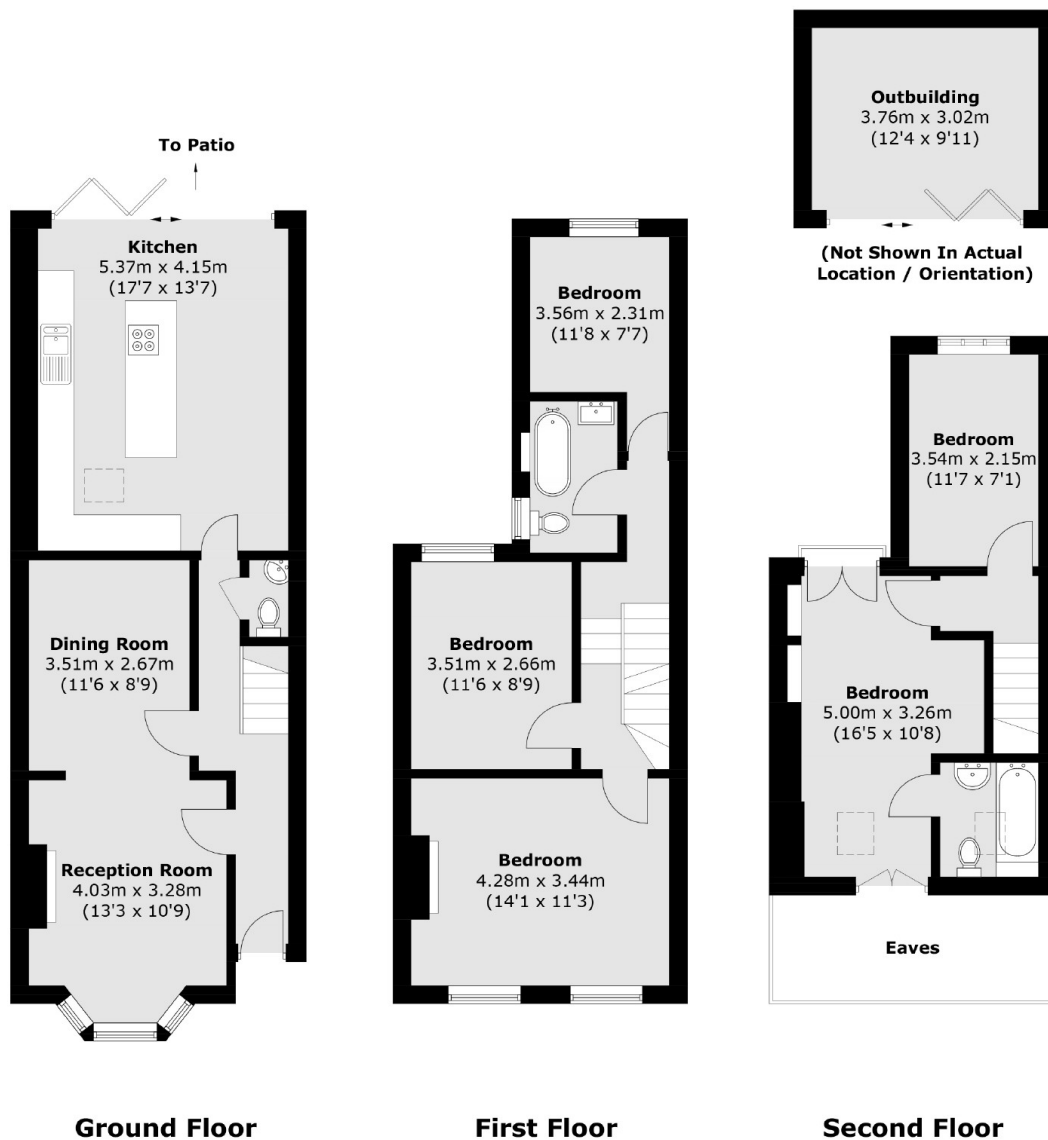 To Patio
Kitchen
5.37m x 4.15m
(17'7 x 13'7)
Dining Room
3.51m x 2.67m
(11'6 x 8'9)
Reception Room
4.03m x 3.28m
(13'3 x 10'9)
Ground Floor
Bedroom
3.56m x 2.31m
(11'8 x 7'7)
Bedroom
3.51m x 2.66m
(11'6 x 8'9)
Bedroom
4.28m x 3.44m
(14'1 x 11'3)
First Floor
Outbuilding
3.76m x 3.02m
(12'4 x 9'11)
(Not Shown In Actual
Location / Orientation)
Bedroom
3.54m x 2.15m
(11'7 x 7'1)
Bedroom
5.00m x 3.26m
(16'5 x 10'8)
Eaves
Second Floor